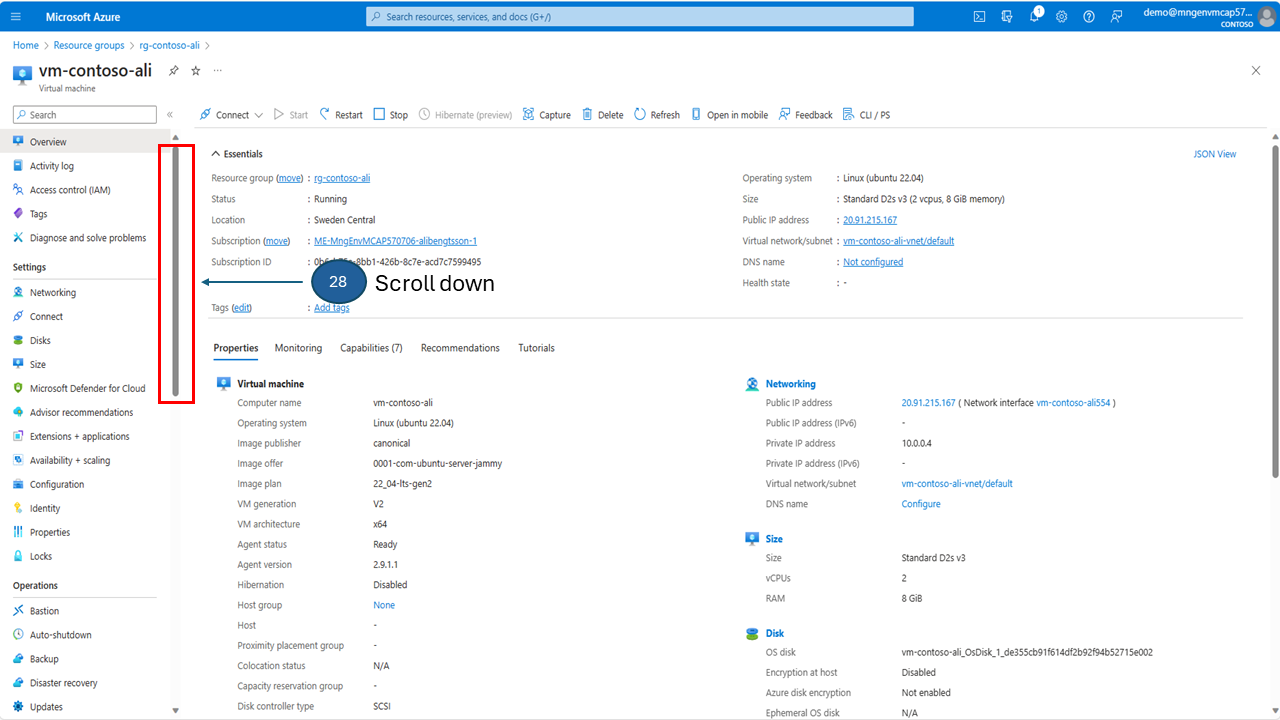 Microsoft Azure
Search resources, services, and docs (G+/)
1
demo@mngenvmcap57...
CONTOSO
Home > Resource groups > rg-contoso-ali >
vm-contoso-ali
Virtual machine
Search
Connect Start Restart Stop Hibernate (preview) Capture Delete Refresh Open in mobile Feedback CLI / PS
Overview
Activity log
Access control (IAM)
Tags
Diagnose and solve problems
Settings
Networking
Connect
Disks
Size
Microsoft Defender for Cloud
Advisor recommendations
Extensions + applications
Availability + scaling
Configuration
Identity
Properties
Locks
Operations
Bastion
Auto-shutdown
Backup
Disaster recovery
Updates
Essentials
JSON View
Resource group (move) : rg-contoso-ali
Status : Running
Location : Sweden Central
Subscription (move) : ME-MngEnvMCAP570706-alibengtsson-1
Subscription ID : -8bb1-426b-8c7e-acd7c7599495
28 Scroll down
Tags (edit) : Add tags
Operating system : Linux (ubuntu 22.04)
Size : Standard D2s v3 (2 vcpus, 8 GiB memory)
Public IP address : 20.91.215.167
Virtual network/subnet : vm-contoso-ali-vnet/default
DNS name : Not configured
Health state : -
Properties Monitoring Capabilities (7) Recommendations Tutorials
Virtual machine
Computer name vm-contoso-ali
Operating system Linux (ubuntu 22.04)
Image publisher canonical
Image offer 0001-com-ubuntu-server-jammy
Image plan 22_04-lts-gen2
VM generation V2
VM architecture x64
Agent status Ready
Agent version 2.9.1.1
Hibernation Disabled
Host group None
Host -
Proximity placement group -
Colocation status N/A
Capacity reservation group -
Disk controller type SCSI
Networking
Public IP address 20.91.215.167 ( Network interface vm-contoso-ali554 )
Public IP address (IPv6) -
Private IP address 10.0.0.4
Private IP address (IPv6) -
Virtual network/subnet vm-contoso-ali-vnet/default
DNS name Configure
Size
Size Standard D2s v3
vCPUs 2
RAM 8 GiB
Disk
OS disk vm-contoso-ali_OsDisk_1_de355cb91f614df2b92f94b52715e002
Encryption at host Disabled
Azure disk encryption Not enabled
Ephemeral OS disk N/A